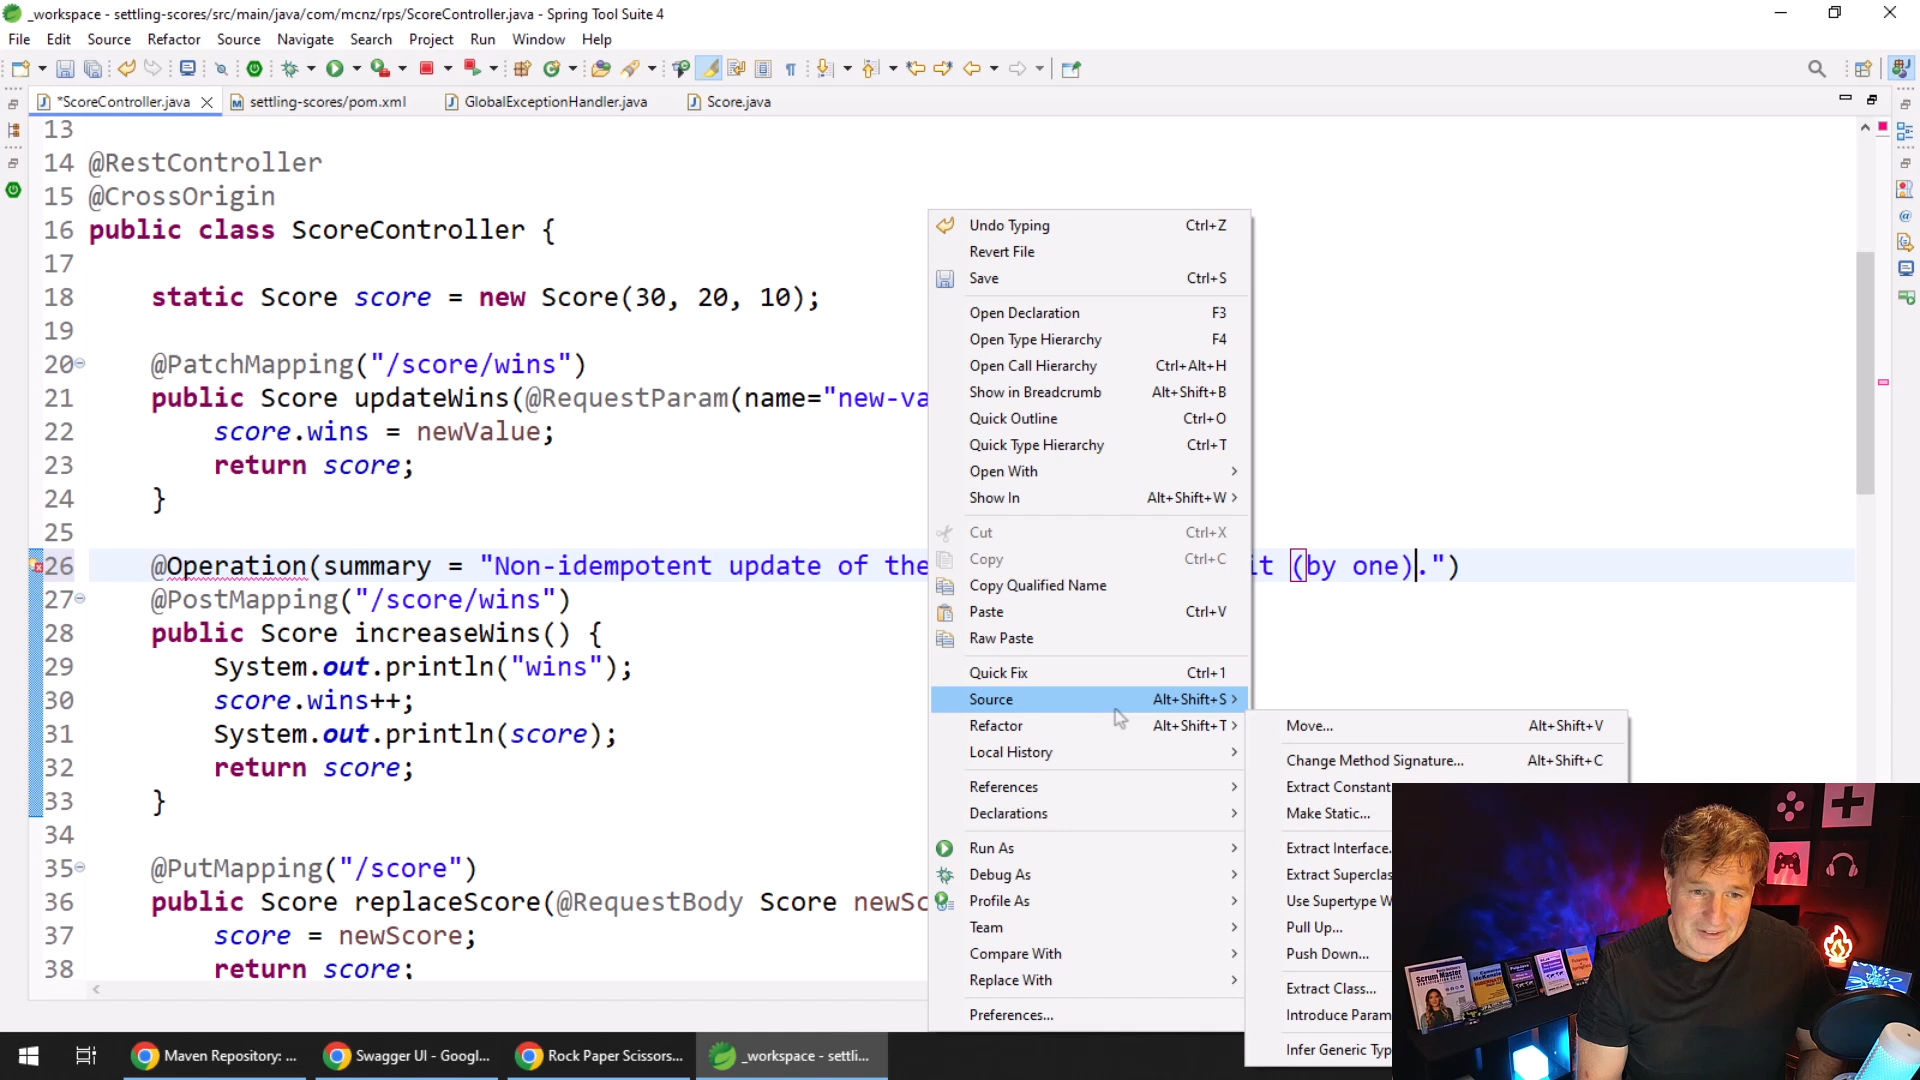 _workspace - settling-scores/src/main/java/com/mcnz/rps/ScoreController.java - Spring Tool Suite 4
File Edit Source Refactor Source Navigate Search Project Run Window Help
*ScoreController.java settling-scores/pom.xml GlobalExceptionHandler.java Score.java
13
14 @RestController
15 @CrossOrigin
16 public class ScoreController {
17
18 static Score score = new Score(30, 20, 10);
19
20 @PatchMapping("/score/wins")
21 public Score updateWins(@RequestParam(name="new-va
22 score.wins = newValue;
23 return score;
24 }
25
26 @Operation(summary = "Non-idempotent update of the it (by one).")
27 @PostMapping("/score/wins")
28 public Score increaseWins() {
29 System.out.println("wins");
30 score.wins++;
31 System.out.println(score);
32 return score;
33 }
34
35 @PutMapping("/score")
36 public Score replaceScore(@RequestBody Score newSc
37 score = newScore;
38 return score;
Undo Typing Ctrl+Z
Revert File
Save Ctrl+S
Open Declaration F3
Open Type Hierarchy F4
Open Call Hierarchy Ctrl+Alt+H
Show in Breadcrumb Alt+Shift+B
Quick Outline Ctrl+O
Quick Type Hierarchy Ctrl+T
Open With
Show In Alt+Shift+W
Cut Ctrl+X
Copy Ctrl+C
Copy Qualified Name
Paste Ctrl+V
Raw Paste
Quick Fix Ctrl+1
Source Alt+Shift+S
Refactor Alt+Shift+T
Local History
References
Declarations
Run As
Debug As
Profile As
Team
Compare With
Replace With
Preferences...
Move... Alt+Shift+V
Change Method Signature... Alt+Shift+C
Extract Constant
Make Static...
Extract Interface.
Extract Superclas
Use Supertype W
Pull Up...
Push Down...
Extract Class...
Introduce Param
Infer Generic Typ
Scrum Master
HIBERNATE
Maven Repository: ... Swagger UI - Googl... Rock Paper Scissors... _workspace - settli...